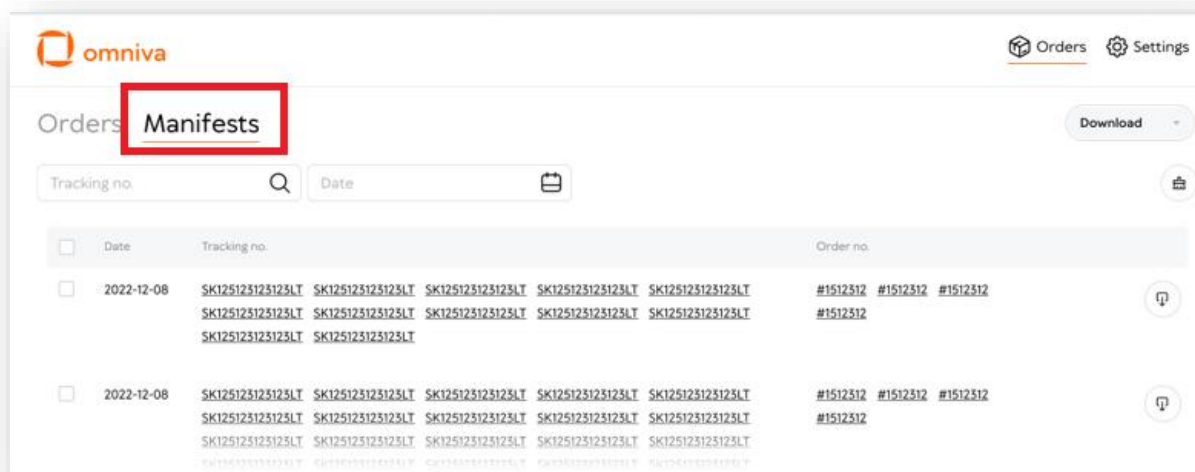 omniva
Orders Settings
Orders Manifests
Download
Tracking no. Date
Date Tracking no. Order no.
2022-12-08 SK125123123123LT SK125123123123LT SK125123123123LT SK125123123123LT SK125123123123LT #1512312 #1512312 #1512312
SK125123123123LT SK125123123123LT SK125123123123LT SK125123123123LT SK125123123123LT #1512312
SK125123123123LT SK125123123123LT
2022-12-08 SK125123123123LT SK125123123123LT SK125123123123LT SK125123123123LT SK125123123123LT #1512312 #1512312 #1512312
SK125123123123LT SK125123123123LT SK125123123123LT SK125123123123LT SK125123123123LT #1512312
SK125123123123LT SK125123123123LT SK125123123123LT SK125123123123LT SK125123123123LT